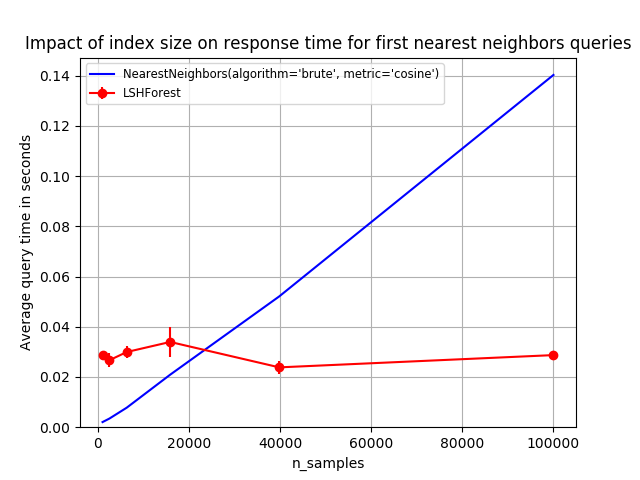 Impact of index size on response time for first nearest neighbors queries
NearestNeighbors(algorithm='brute', metric='cosine')
LSHForest
Average query time in seconds
0.14
0.12
0.10
0.08
0.06
0.04
0.02
0.00
0 20000 40000 60000 80000 100000
n_samples